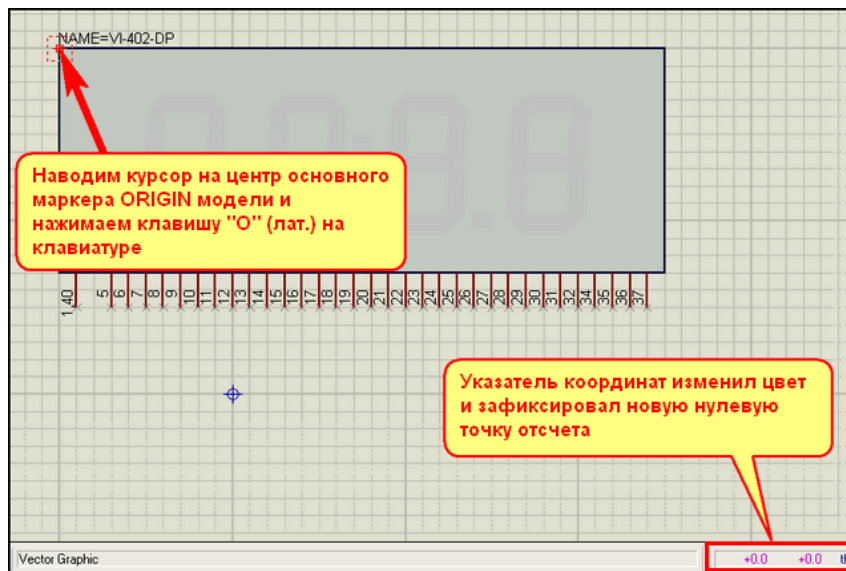 NAME=VI-402-DP
Наводим курсор на центр основного
маркера ORIGIN модели и
нажимаем клавишу "O" (лат.) на
клавиатуре
1,40 5 6 7 8 9 10 11 12 13 14 15 16 17 18 19 20 21 22 23 24 25 26 27 28 29 30 31 32 34 35 36 37
Указатель координат изменил цвет
и зафиксировал новую нулевую
точку отсчета
Vector Graphic
+0.0 +0.0